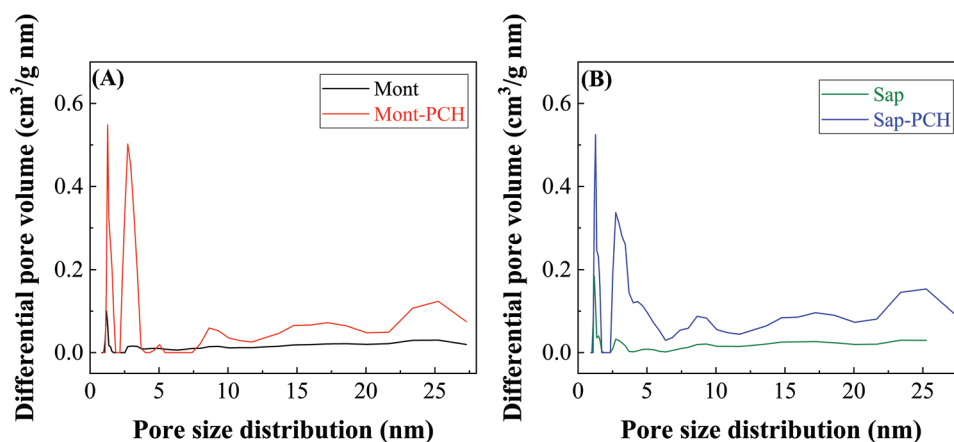 (A)
Mont
Mont-PCH
Differential pore volume (cm³/g nm)
0.6
0.4
0.2
0.0
0 5 10 15 20 25
Pore size distribution (nm)
(B)
Sap
Sap-PCH
Differential pore volume (cm³/g nm)
0.6
0.4
0.2
0.0
0 5 10 15 20 25
Pore size distribution (nm)